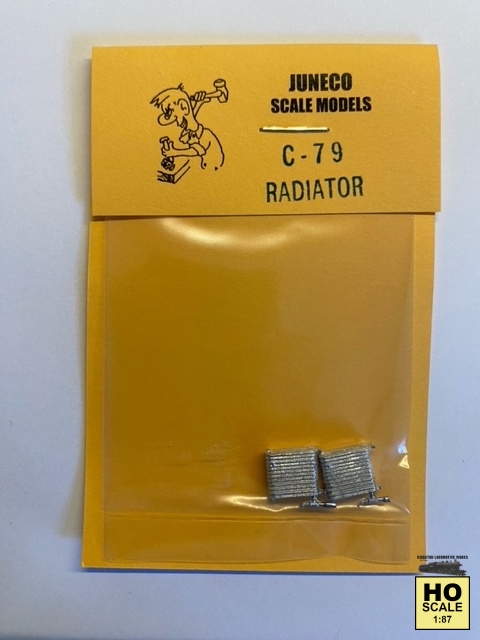 JUNECO
SCALE MODELS
C-79
RADIATOR
HO
SCALE
1:87